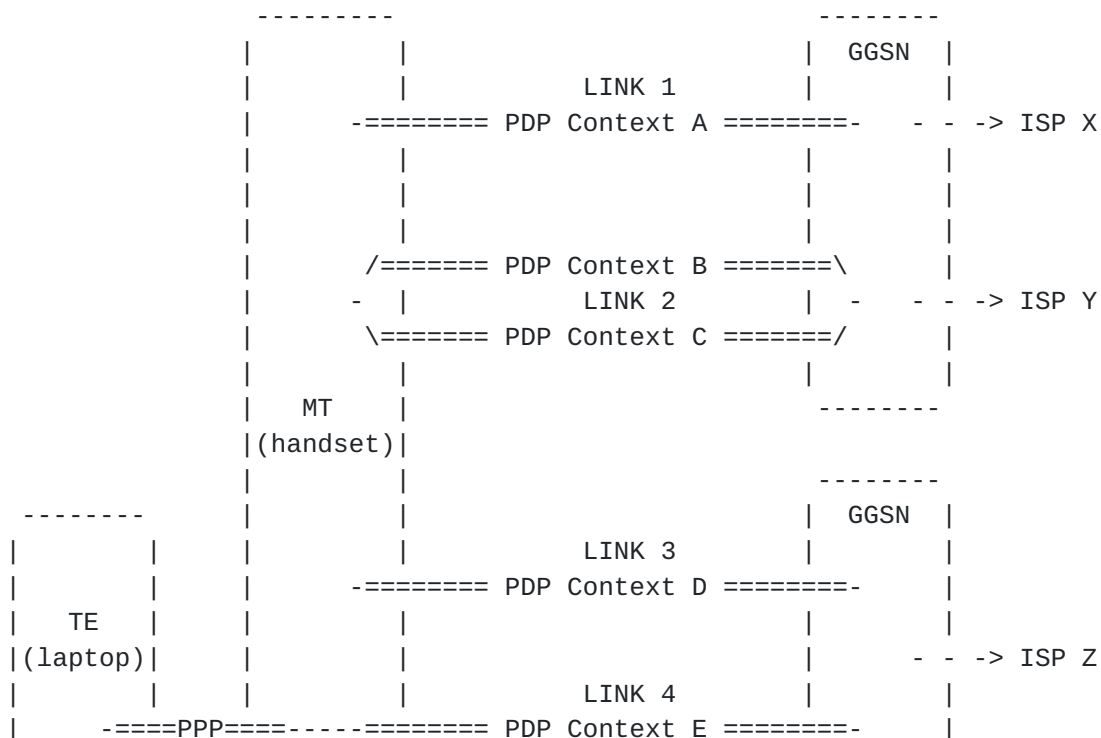 GGSN
LINK 1
PDP Context A - - -> ISP X
PDP Context B
LINK 2 - - -> ISP Y
PDP Context C
MT
(handset)
GGSN
LINK 3
PDP Context D
TE
(laptop) - - -> ISP Z
LINK 4
PPP PDP Context E